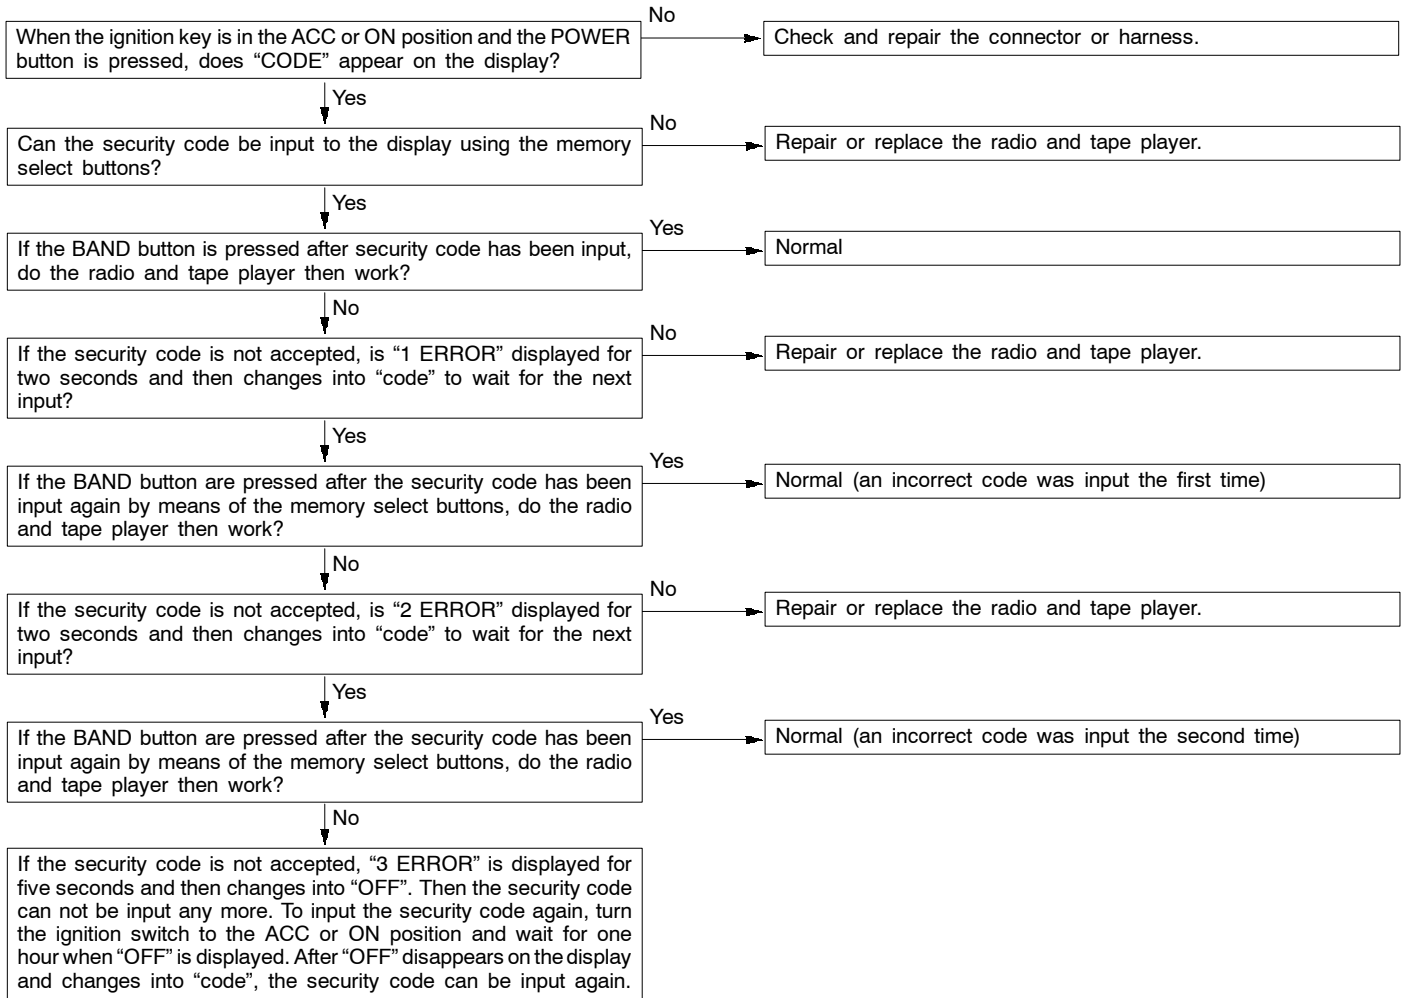 No
When the ignition key is in the ACC or ON position and the POWER
button is pressed, does “CODE” appear on the display?
Check and repair the connector or harness.
Yes
Can the security code be input to the display using the memory
select buttons?
No
Repair or replace the radio and tape player.
Yes
If the BAND button is pressed after security code has been input,
do the radio and tape player then work?
Yes
Normal
No
If the security code is not accepted, is “1 ERROR” displayed for
two seconds and then changes into “code” to wait for the next
input?
No
Repair or replace the radio and tape player.
Yes
If the BAND button are pressed after the security code has been
input again by means of the memory select buttons, do the radio
and tape player then work?
Yes
Normal (an incorrect code was input the first time)
No
If the security code is not accepted, is “2 ERROR” displayed for
two seconds and then changes into “code” to wait for the next
input?
No
Repair or replace the radio and tape player.
Yes
If the BAND button are pressed after the security code has been
input again by means of the memory select buttons, do the radio
and tape player then work?
Yes
Normal (an incorrect code was input the second time)
No
If the security code is not accepted, “3 ERROR” is displayed for
five seconds and then changes into “OFF”. Then the security code
can not be input any more. To input the security code again, turn
the ignition switch to the ACC or ON position and wait for one
hour when “OFF” is displayed. After “OFF” disappears on the display
and changes into “code”, the security code can be input again.